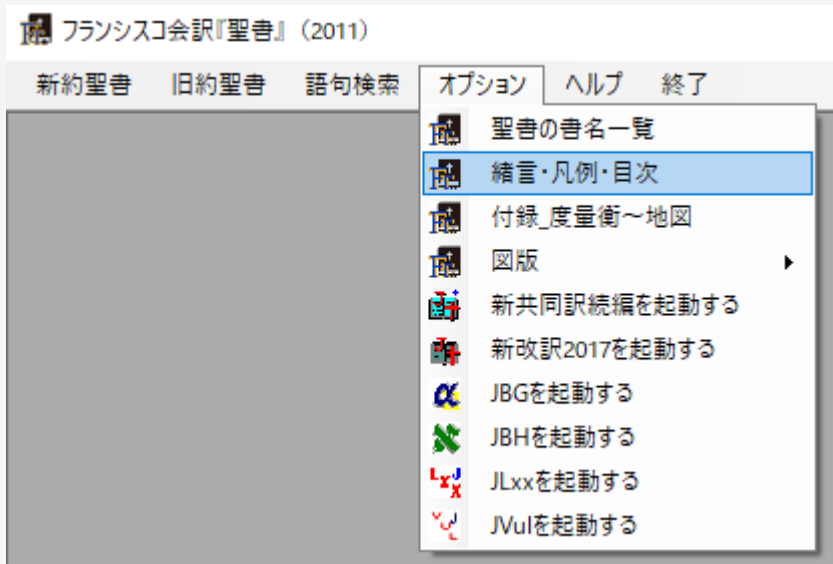 フランシスコ会訳『聖書』（2011）
新約聖書 旧約聖書 語句検索 オプション ヘルプ 終了
聖書の書名一覧
緒言・凡例・目次
付録_度量衡～地図
図版
新共同訳続編を起動する
新改訳2017を起動する
JBGを起動する
JBHを起動する
JLxxを起動する
JVulを起動する